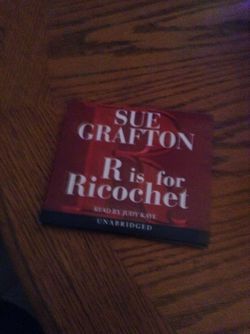 SUE
GRAFTON
R is for
Ricochet
READ BY JUDY KAYE
UNABRIDGED